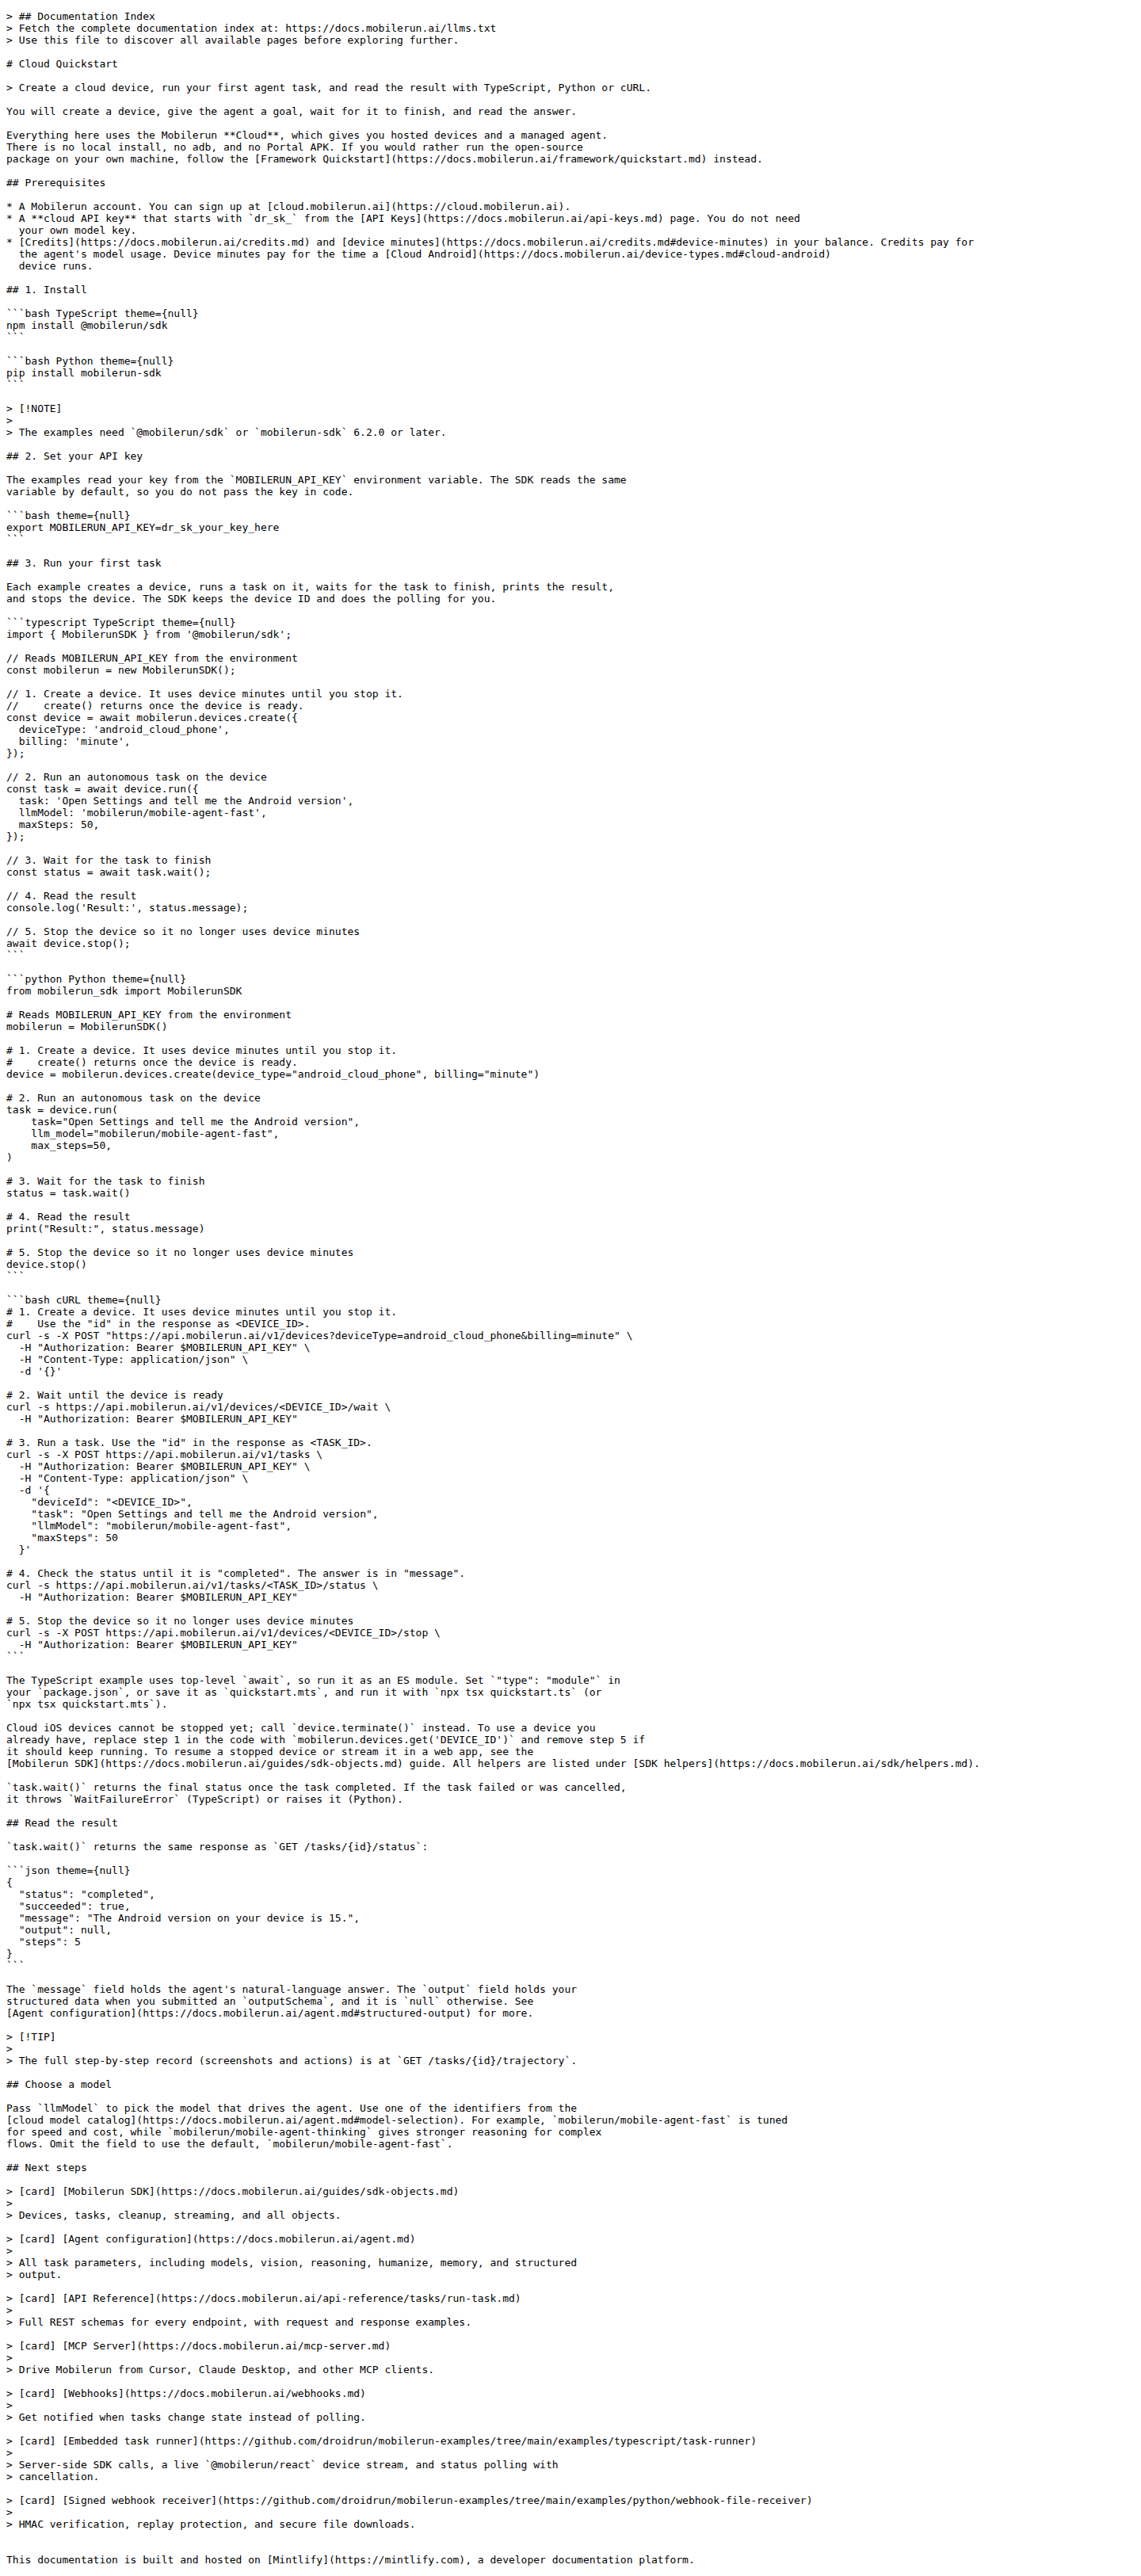 > ## Documentation Index
> Fetch the complete documentation index at: https://docs.mobilerun.ai/llms.txt
> Use this file to discover all available pages before exploring further.

# Cloud Quickstart

> Create a cloud device, run your first agent task, and read the result with TypeScript, Python or cURL.

You will create a device, give the agent a goal, wait for it to finish, and read the answer.

Everything here uses the Mobilerun **Cloud**, which gives you hosted devices and a managed agent.
There is no local install, no adb, and no Portal APK. If you would rather run the open-source
package on your own machine, follow the [Framework Quickstart](https://docs.mobilerun.ai/framework/quickstart.md) instead.

## Prerequisites

* A Mobilerun account. You can sign up at [cloud.mobilerun.ai](https://cloud.mobilerun.ai).
* A **cloud API key** that starts with `dr_sk_` from the [API Keys](https://docs.mobilerun.ai/api-keys.md) page. You do not need
  your own model key.
* [Credits](https://docs.mobilerun.ai/credits.md) and [device minutes](https://docs.mobilerun.ai/credits.md#device-minutes) in your balance. Credits pay for
  the agent's model usage. Device minutes pay for the time a [Cloud Android](https://docs.mobilerun.ai/device-types.md#cloud-android)
  device runs.

## 1. Install

```bash TypeScript theme={null}
npm install @mobilerun/sdk
```

```bash Python theme={null}
pip install mobilerun-sdk
```

> [!NOTE]
>
> The examples need `@mobilerun/sdk` or `mobilerun-sdk` 6.2.0 or later.

## 2. Set your API key

The examples read your key from the `MOBILERUN_API_KEY` environment variable. The SDK reads the same
variable by default, so you do not pass the key in code.

```bash theme={null}
export MOBILERUN_API_KEY=dr_sk_your_key_here
```

## 3. Run your first task

Each example creates a device, runs a task on it, waits for the task to finish, prints the result,
and stops the device. The SDK keeps the device ID and does the polling for you.

```typescript TypeScript theme={null}
import { MobilerunSDK } from '@mobilerun/sdk';

// Reads MOBILERUN_API_KEY from the environment
const mobilerun = new MobilerunSDK();

// 1. Create a device. It uses device minutes until you stop it.
//    create() returns once the device is ready.
const device = await mobilerun.devices.create({
  deviceType: 'android_cloud_phone',
  billing: 'minute',
});

// 2. Run an autonomous task on the device
const task = await device.run({
  task: 'Open Settings and tell me the Android version',
  llmModel: 'mobilerun/mobile-agent-fast',
  maxSteps: 50,
});

// 3. Wait for the task to finish
const status = await task.wait();

// 4. Read the result
console.log('Result:', status.message);

// 5. Stop the device so it no longer uses device minutes
await device.stop();
```

```python Python theme={null}
from mobilerun_sdk import MobilerunSDK

# Reads MOBILERUN_API_KEY from the environment
mobilerun = MobilerunSDK()

# 1. Create a device. It uses device minutes until you stop it.
#    create() returns once the device is ready.
device = mobilerun.devices.create(device_type="android_cloud_phone", billing="minute")

# 2. Run an autonomous task on the device
task = device.run(
    task="Open Settings and tell me the Android version",
    llm_model="mobilerun/mobile-agent-fast",
    max_steps=50,
)

# 3. Wait for the task to finish
status = task.wait()

# 4. Read the result
print("Result:", status.message)

# 5. Stop the device so it no longer uses device minutes
device.stop()
```

```bash cURL theme={null}
# 1. Create a device. It uses device minutes until you stop it.
#    Use the "id" in the response as <DEVICE_ID>.
curl -s -X POST "https://api.mobilerun.ai/v1/devices?deviceType=android_cloud_phone&billing=minute" \
  -H "Authorization: Bearer $MOBILERUN_API_KEY" \
  -H "Content-Type: application/json" \
  -d '{}'

# 2. Wait until the device is ready
curl -s https://api.mobilerun.ai/v1/devices/<DEVICE_ID>/wait \
  -H "Authorization: Bearer $MOBILERUN_API_KEY"

# 3. Run a task. Use the "id" in the response as <TASK_ID>.
curl -s -X POST https://api.mobilerun.ai/v1/tasks \
  -H "Authorization: Bearer $MOBILERUN_API_KEY" \
  -H "Content-Type: application/json" \
  -d '{
    "deviceId": "<DEVICE_ID>",
    "task": "Open Settings and tell me the Android version",
    "llmModel": "mobilerun/mobile-agent-fast",
    "maxSteps": 50
  }'

# 4. Check the status until it is "completed". The answer is in "message".
curl -s https://api.mobilerun.ai/v1/tasks/<TASK_ID>/status \
  -H "Authorization: Bearer $MOBILERUN_API_KEY"

# 5. Stop the device so it no longer uses device minutes
curl -s -X POST https://api.mobilerun.ai/v1/devices/<DEVICE_ID>/stop \
  -H "Authorization: Bearer $MOBILERUN_API_KEY"
```

The TypeScript example uses top-level `await`, so run it as an ES module. Set `"type": "module"` in
your `package.json`, or save it as `quickstart.mts`, and run it with `npx tsx quickstart.ts` (or
`npx tsx quickstart.mts`).

Cloud iOS devices cannot be stopped yet; call `device.terminate()` instead. To use a device you
already have, replace step 1 in the code with `mobilerun.devices.get('DEVICE_ID')` and remove step 5 if
it should keep running. To resume a stopped device or stream it in a web app, see the
[Mobilerun SDK](https://docs.mobilerun.ai/guides/sdk-objects.md) guide. All helpers are listed under [SDK helpers](https://docs.mobilerun.ai/sdk/helpers.md).

`task.wait()` returns the final status once the task completed. If the task failed or was cancelled,
it throws `WaitFailureError` (TypeScript) or raises it (Python).

## Read the result

`task.wait()` returns the same response as `GET /tasks/{id}/status`:

```json theme={null}
{
  "status": "completed",
  "succeeded": true,
  "message": "The Android version on your device is 15.",
  "output": null,
  "steps": 5
}
```

The `message` field holds the agent's natural-language answer. The `output` field holds your
structured data when you submitted an `outputSchema`, and it is `null` otherwise. See
[Agent configuration](https://docs.mobilerun.ai/agent.md#structured-output) for more.

> [!TIP]
>
> The full step-by-step record (screenshots and actions) is at `GET /tasks/{id}/trajectory`.

## Choose a model

Pass `llmModel` to pick the model that drives the agent. Use one of the identifiers from the
[cloud model catalog](https://docs.mobilerun.ai/agent.md#model-selection). For example, `mobilerun/mobile-agent-fast` is tuned
for speed and cost, while `mobilerun/mobile-agent-thinking` gives stronger reasoning for complex
flows. Omit the field to use the default, `mobilerun/mobile-agent-fast`.

## Next steps

> [card] [Mobilerun SDK](https://docs.mobilerun.ai/guides/sdk-objects.md)
>
> Devices, tasks, cleanup, streaming, and all objects.

> [card] [Agent configuration](https://docs.mobilerun.ai/agent.md)
>
> All task parameters, including models, vision, reasoning, humanize, memory, and structured
> output.

> [card] [API Reference](https://docs.mobilerun.ai/api-reference/tasks/run-task.md)
>
> Full REST schemas for every endpoint, with request and response examples.

> [card] [MCP Server](https://docs.mobilerun.ai/mcp-server.md)
>
> Drive Mobilerun from Cursor, Claude Desktop, and other MCP clients.

> [card] [Webhooks](https://docs.mobilerun.ai/webhooks.md)
>
> Get notified when tasks change state instead of polling.

> [card] [Embedded task runner](https://github.com/droidrun/mobilerun-examples/tree/main/examples/typescript/task-runner)
>
> Server-side SDK calls, a live `@mobilerun/react` device stream, and status polling with
> cancellation.

> [card] [Signed webhook receiver](https://github.com/droidrun/mobilerun-examples/tree/main/examples/python/webhook-file-receiver)
>
> HMAC verification, replay protection, and secure file downloads.


This documentation is built and hosted on [Mintlify](https://mintlify.com), a developer documentation platform.